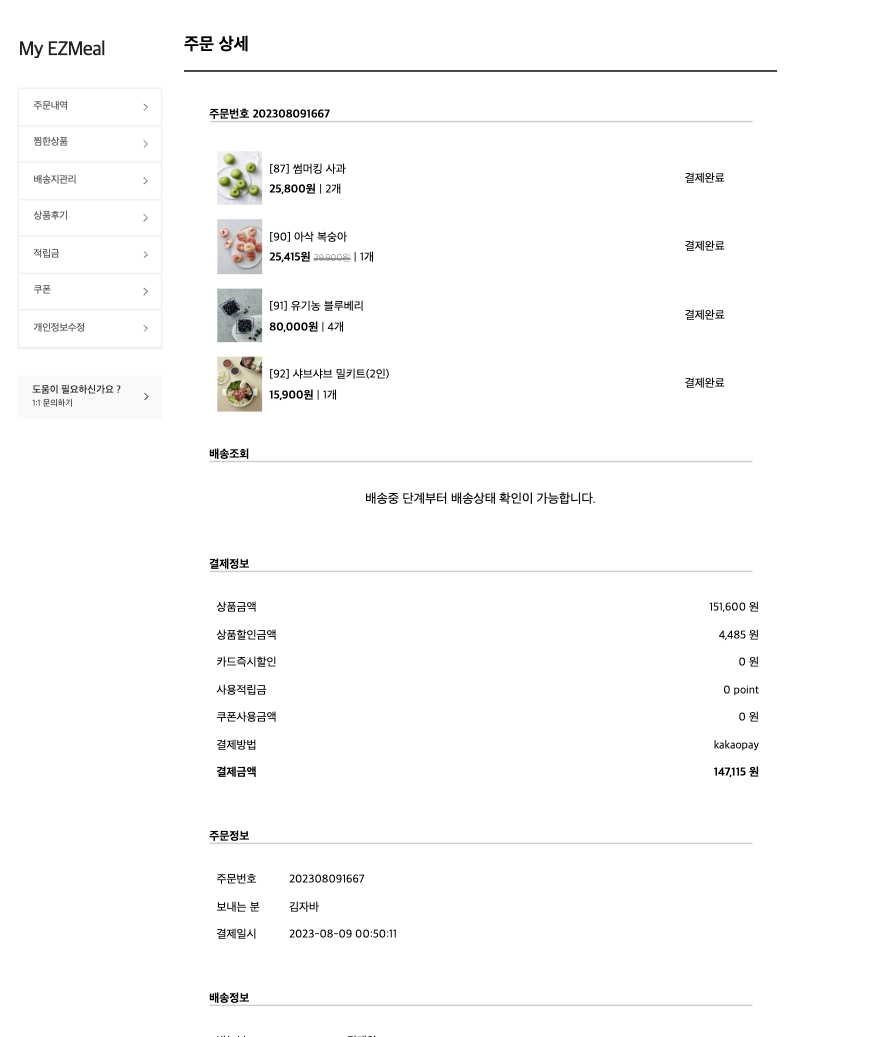 My EZMeal
주문내역
찜한상품
배송지관리
상품후기
적립금
쿠폰
개인정보수정
도움이 필요하신가요 ?
1:1 문의하기
주문 상세
주문번호 202308091667
[87] 썸머킹 사과
25,800원 | 2개
결제완료
[90] 아삭 복숭아
25,415원 29,900원 | 1개
결제완료
[91] 유기농 블루베리
80,000원 | 4개
결제완료
[92] 샤브샤브 밀키트(2인)
15,900원 | 1개
결제완료
배송조회
배송중 단계부터 배송상태 확인이 가능합니다.
결제정보
상품금액 151,600 원
상품할인금액 4,485 원
카드즉시할인 0 원
사용적립금 0 point
쿠폰사용금액 0 원
결제방법 kakaopay
결제금액 147,115 원
주문정보
주문번호 202308091667
보내는 분 김자바
결제일시 2023-08-09 00:50:11
배송정보